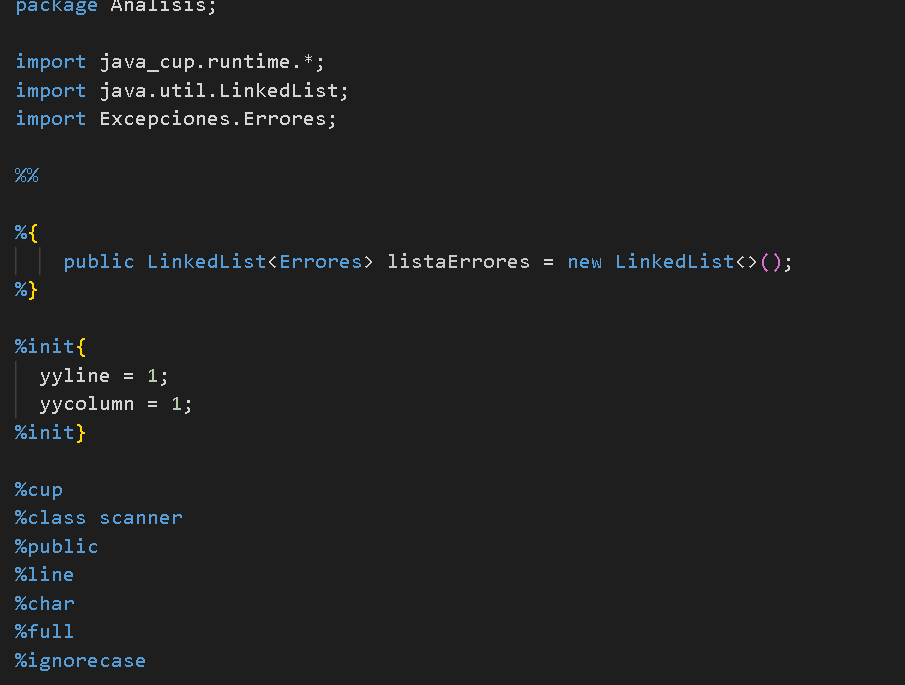 package Analisis;
import java_cup.runtime.*;
import java.util.LinkedList;
import Excepciones.Errores;
%%
%{
public LinkedList<Errores> listaErrores = new LinkedList<>();
%}
%init{
yyline = 1;
yycolumn = 1;
%init}
%cup
%class scanner
%public
%line
%char
%full
%ignorecase